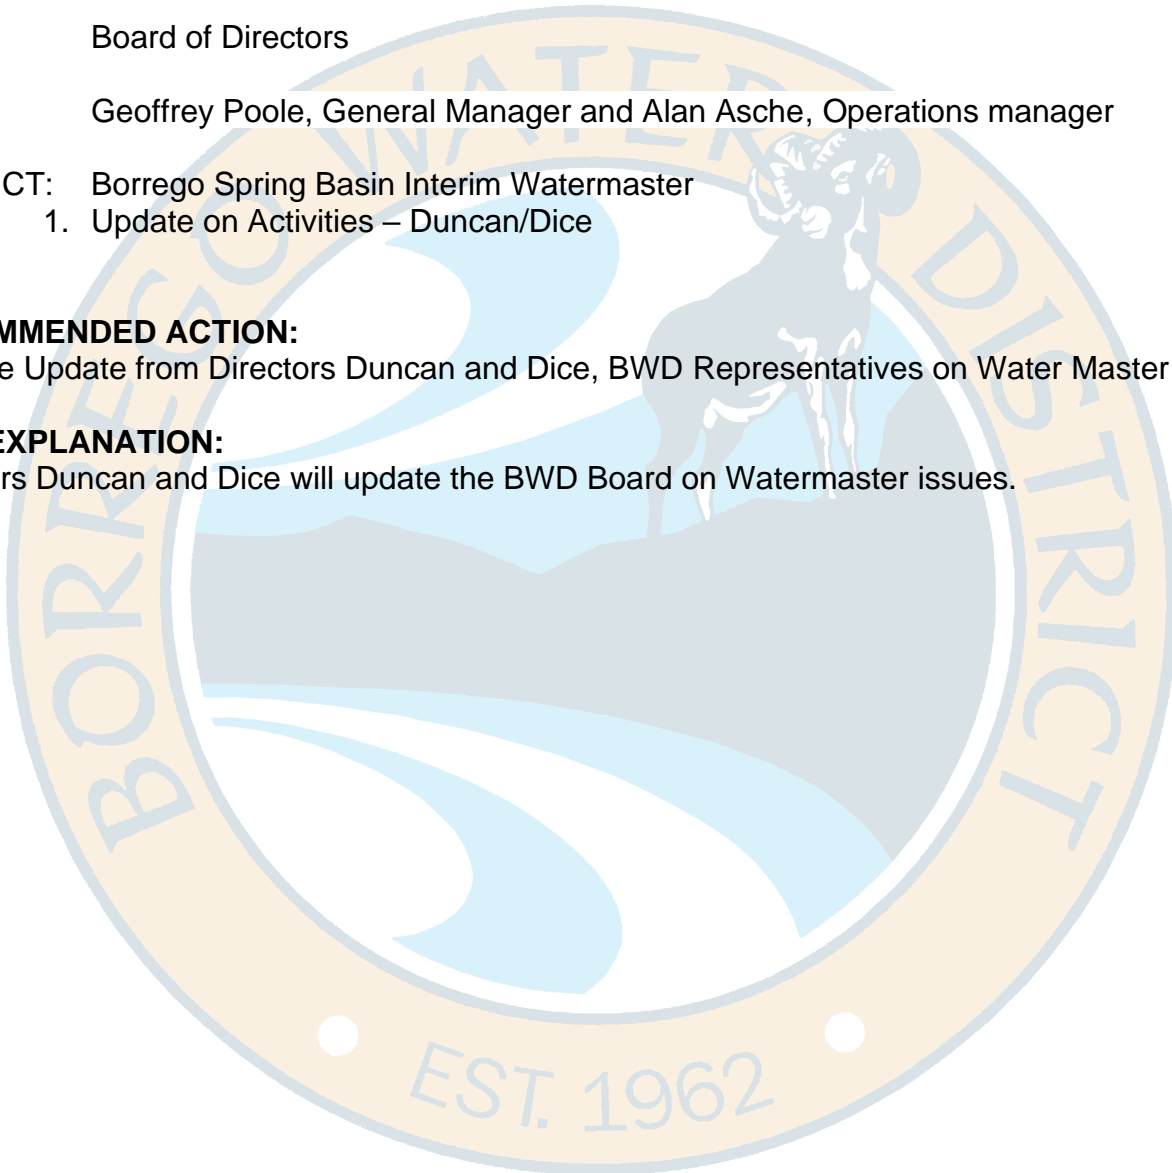 Board of Directors
Geoffrey Poole, General Manager and Alan Asche, Operations manager
CT: Borrego Spring Basin Interim Watermaster
1. Update on Activities – Duncan/Dice
MMENDED ACTION:
e Update from Directors Duncan and Dice, BWD Representatives on Water Master
EXPLANATION:
rs Duncan and Dice will update the BWD Board on Watermaster issues.
BORREGO WATER DISTRICT
EST. 1962